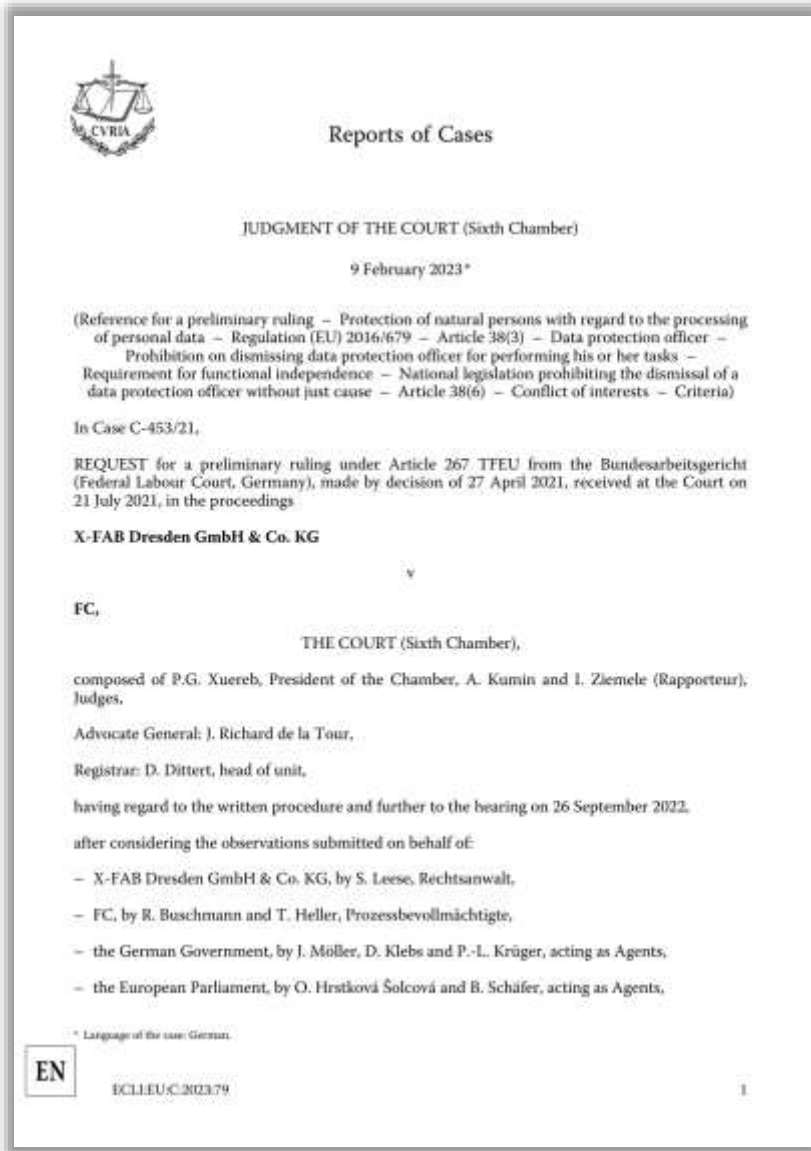 CVRIA
Reports of Cases
JUDGMENT OF THE COURT (Sixth Chamber)
9 February 2023*
(Reference for a preliminary ruling – Protection of natural persons with regard to the processing
of personal data – Regulation (EU) 2016/679 – Article 38(3) – Data protection officer –
Prohibition on dismissing data protection officer for performing his or her tasks –
Requirement for functional independence – National legislation prohibiting the dismissal of a
data protection officer without just cause – Article 38(6) – Conflict of interests – Criteria)
In Case C-453/21,
REQUEST for a preliminary ruling under Article 267 TFEU from the Bundesarbeitsgericht
(Federal Labour Court, Germany), made by decision of 27 April 2021, received at the Court on
21 July 2021, in the proceedings
X-FAB Dresden GmbH & Co. KG
v
FC,
THE COURT (Sixth Chamber),
composed of P.G. Xuereb, President of the Chamber, A. Kumin and I. Ziemele (Rapporteur),
Judges,
Advocate General: J. Richard de la Tour,
Registrar: D. Dittert, head of unit,
having regard to the written procedure and further to the hearing on 26 September 2022,
after considering the observations submitted on behalf of:
– X-FAB Dresden GmbH & Co. KG, by S. Leese, Rechtsanwalt,
– FC, by R. Buschmann and T. Heller, Prozessbevollmächtigte,
– the German Government, by J. Möller, D. Klebs and P.-L. Krüger, acting as Agents,
– the European Parliament, by O. Hrstková Šolcová and B. Schäfer, acting as Agents,
* Language of the case: German.
EN
ECLI:EU:C:2023:79 1